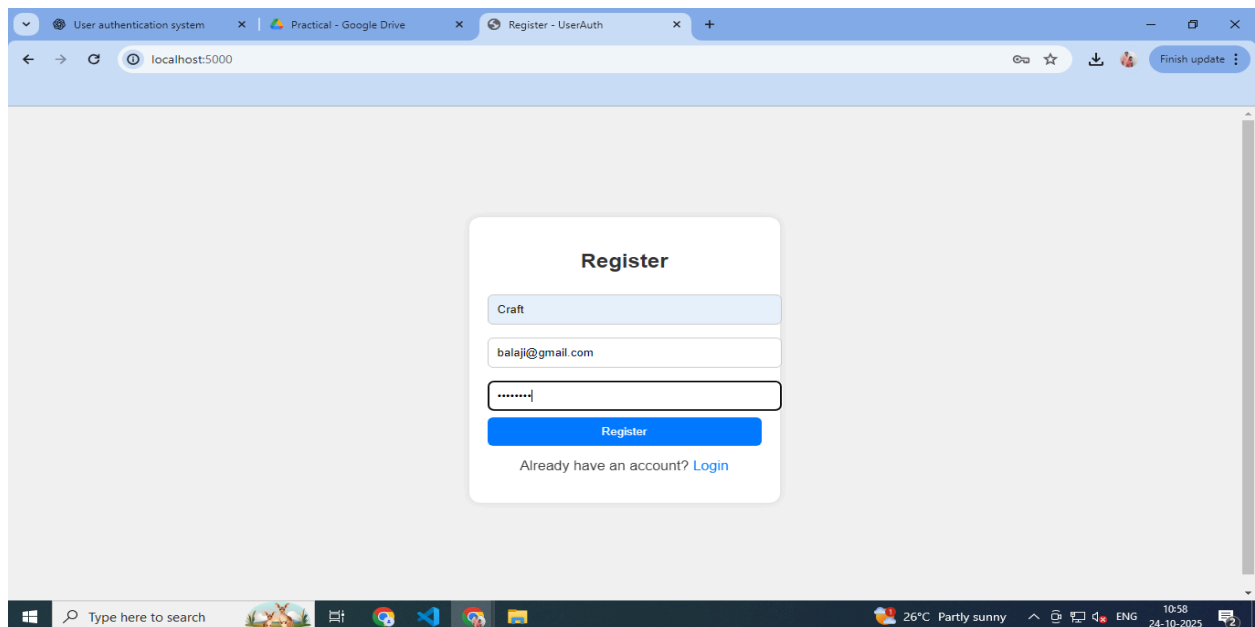 User authentication system
Practical - Google Drive
Register - UserAuth
localhost:5000
Finish update
Register
Craft
balaji@gmail.com
••••••••
Register
Already have an account? Login
Type here to search
26°C Partly sunny
ENG
10:58
24-10-2025
2